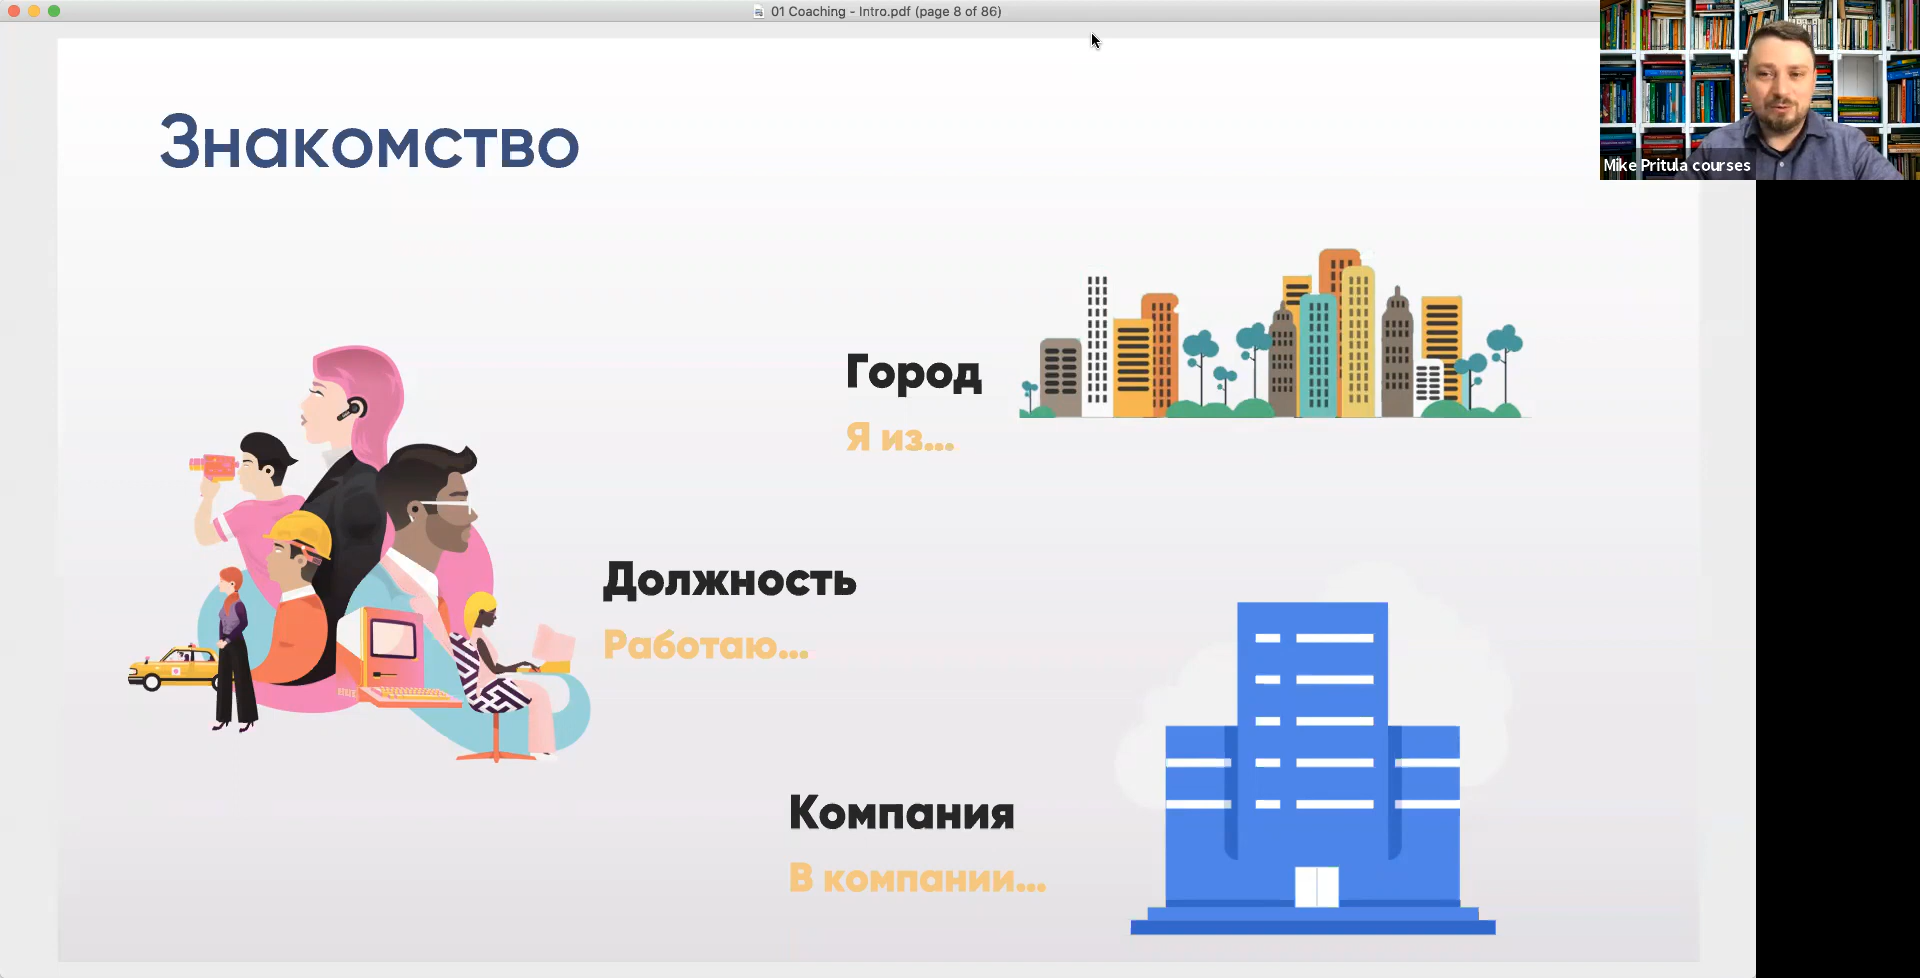 01 Coaching - Intro.pdf (page 8 of 86)
Mike Pritula courses
Знакомство
Город
Я из...
Должность
Работаю...
Компания
В компании...